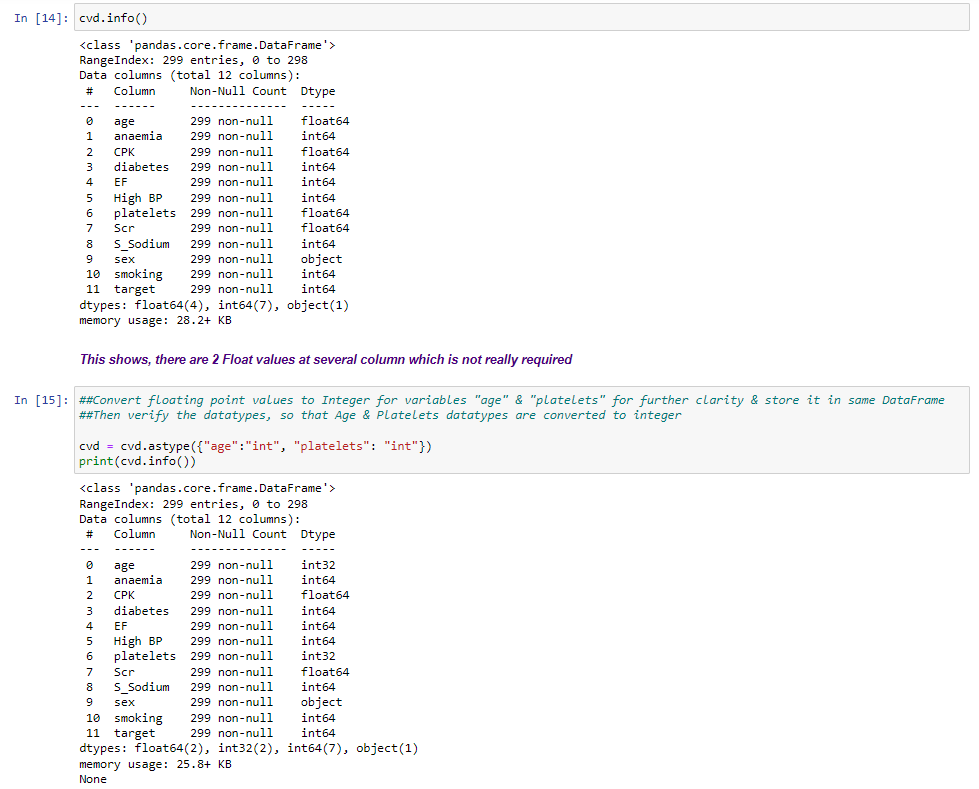 In [14]: cvd.info()
<class 'pandas.core.frame.DataFrame'>
RangeIndex: 299 entries, 0 to 298
Data columns (total 12 columns):
 #   Column     Non-Null Count  Dtype
---  ------     --------------  -----
 0   age        299 non-null    float64
 1   anaemia    299 non-null    int64
 2   CPK        299 non-null    float64
 3   diabetes   299 non-null    int64
 4   EF         299 non-null    int64
 5   High BP    299 non-null    int64
 6   platelets  299 non-null    float64
 7   Scr        299 non-null    float64
 8   S_Sodium   299 non-null    int64
 9   sex        299 non-null    object
 10  smoking    299 non-null    int64
 11  target     299 non-null    int64
dtypes: float64(4), int64(7), object(1)
memory usage: 28.2+ KB
This shows, there are 2 Float values at several column which is not really required
In [15]: ##Convert floating point values to Integer for variables "age" & "platelets" for further clarity & store it in same DataFrame
##Then verify the datatypes, so that Age & Platelets datatypes are converted to integer
cvd = cvd.astype({"age":"int", "platelets": "int"})
print(cvd.info())
<class 'pandas.core.frame.DataFrame'>
RangeIndex: 299 entries, 0 to 298
Data columns (total 12 columns):
 #   Column     Non-Null Count  Dtype
---  ------     --------------  -----
 0   age        299 non-null    int32
 1   anaemia    299 non-null    int64
 2   CPK        299 non-null    float64
 3   diabetes   299 non-null    int64
 4   EF         299 non-null    int64
 5   High BP    299 non-null    int64
 6   platelets  299 non-null    int32
 7   Scr        299 non-null    float64
 8   S_Sodium   299 non-null    int64
 9   sex        299 non-null    object
 10  smoking    299 non-null    int64
 11  target     299 non-null    int64
dtypes: float64(2), int32(2), int64(7), object(1)
memory usage: 25.8+ KB
None